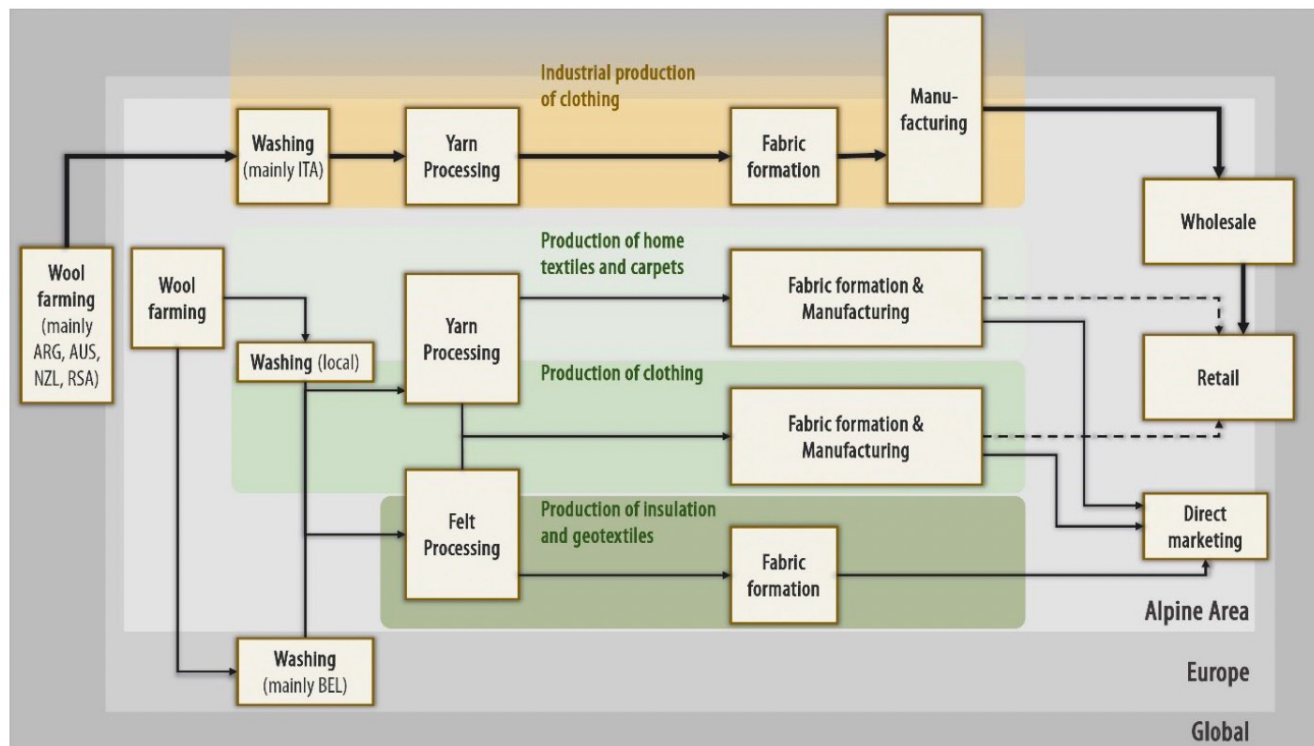 Industrial production
of clothing
Manu-
facturing
Washing
(mainly ITA)
Yarn
Processing
Fabric
formation
Wholesale
Wool
farming
(mainly
ARG, AUS,
NZL, RSA)
Wool
farming
Production of home
textiles and carpets
Washing (local)
Yarn
Processing
Fabric formation &
Manufacturing
Retail
Production of clothing
Fabric formation &
Manufacturing
Felt
Processing
Production of insulation
and geotextiles
Fabric
formation
Direct
marketing
Alpine Area
Washing
(mainly BEL)
Europe
Global